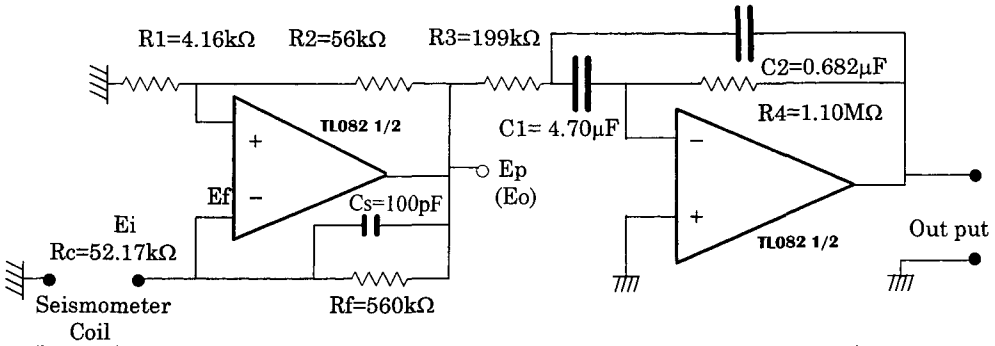 R1=4.16kΩ
R2=56kΩ
R3=199kΩ
C2=0.682μF
TL082 1/2
C1= 4.70μF
R4=1.10MΩ
+
−
−
+
Ep
(Eo)
Ef
Cs=100pF
Ei
Rc=52.17kΩ
TL082 1/2
Out put
Seismometer
Coil
Rf=560kΩ